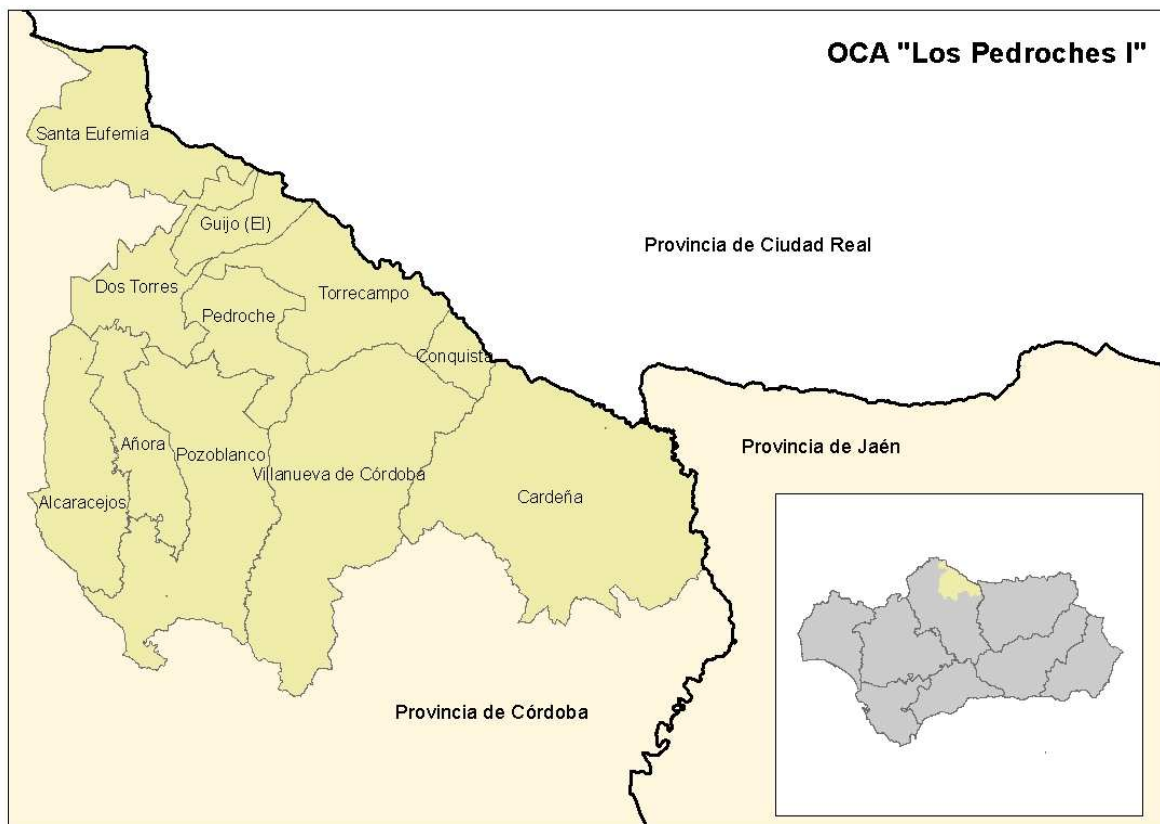 OCA "Los Pedroches I"
Santa Eufemia
Guijo (El)
Provincia de Ciudad Real
Dos Torres
Torrecampo
Pedroche
Conquista
Añora
Pozoblanco
Provincia de Jaén
Villanueva de Córdoba
Alcaracejos
Cardeña
Provincia de Córdoba